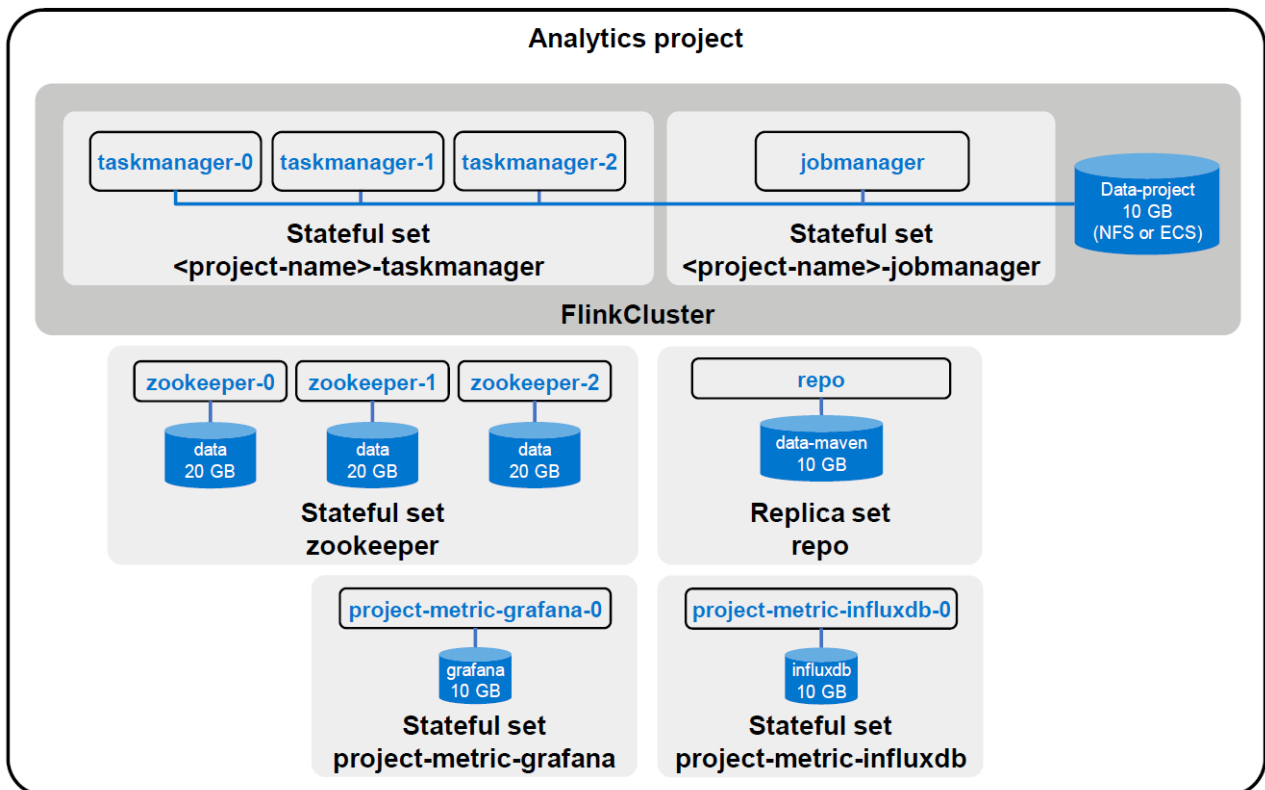 Analytics project
taskmanager-0
taskmanager-1
taskmanager-2
Stateful set
<project-name>-taskmanager
jobmanager
Stateful set
<project-name>-jobmanager
Data-project
10 GB
(NFS or ECS)
FlinkCluster
zookeeper-0
zookeeper-1
zookeeper-2
data
20 GB
data
20 GB
data
20 GB
Stateful set
zookeeper
repo
data-maven
10 GB
Replica set
repo
project-metric-grafana-0
grafana
10 GB
Stateful set
project-metric-grafana
project-metric-influxdb-0
influxdb
10 GB
Stateful set
project-metric-influxdb